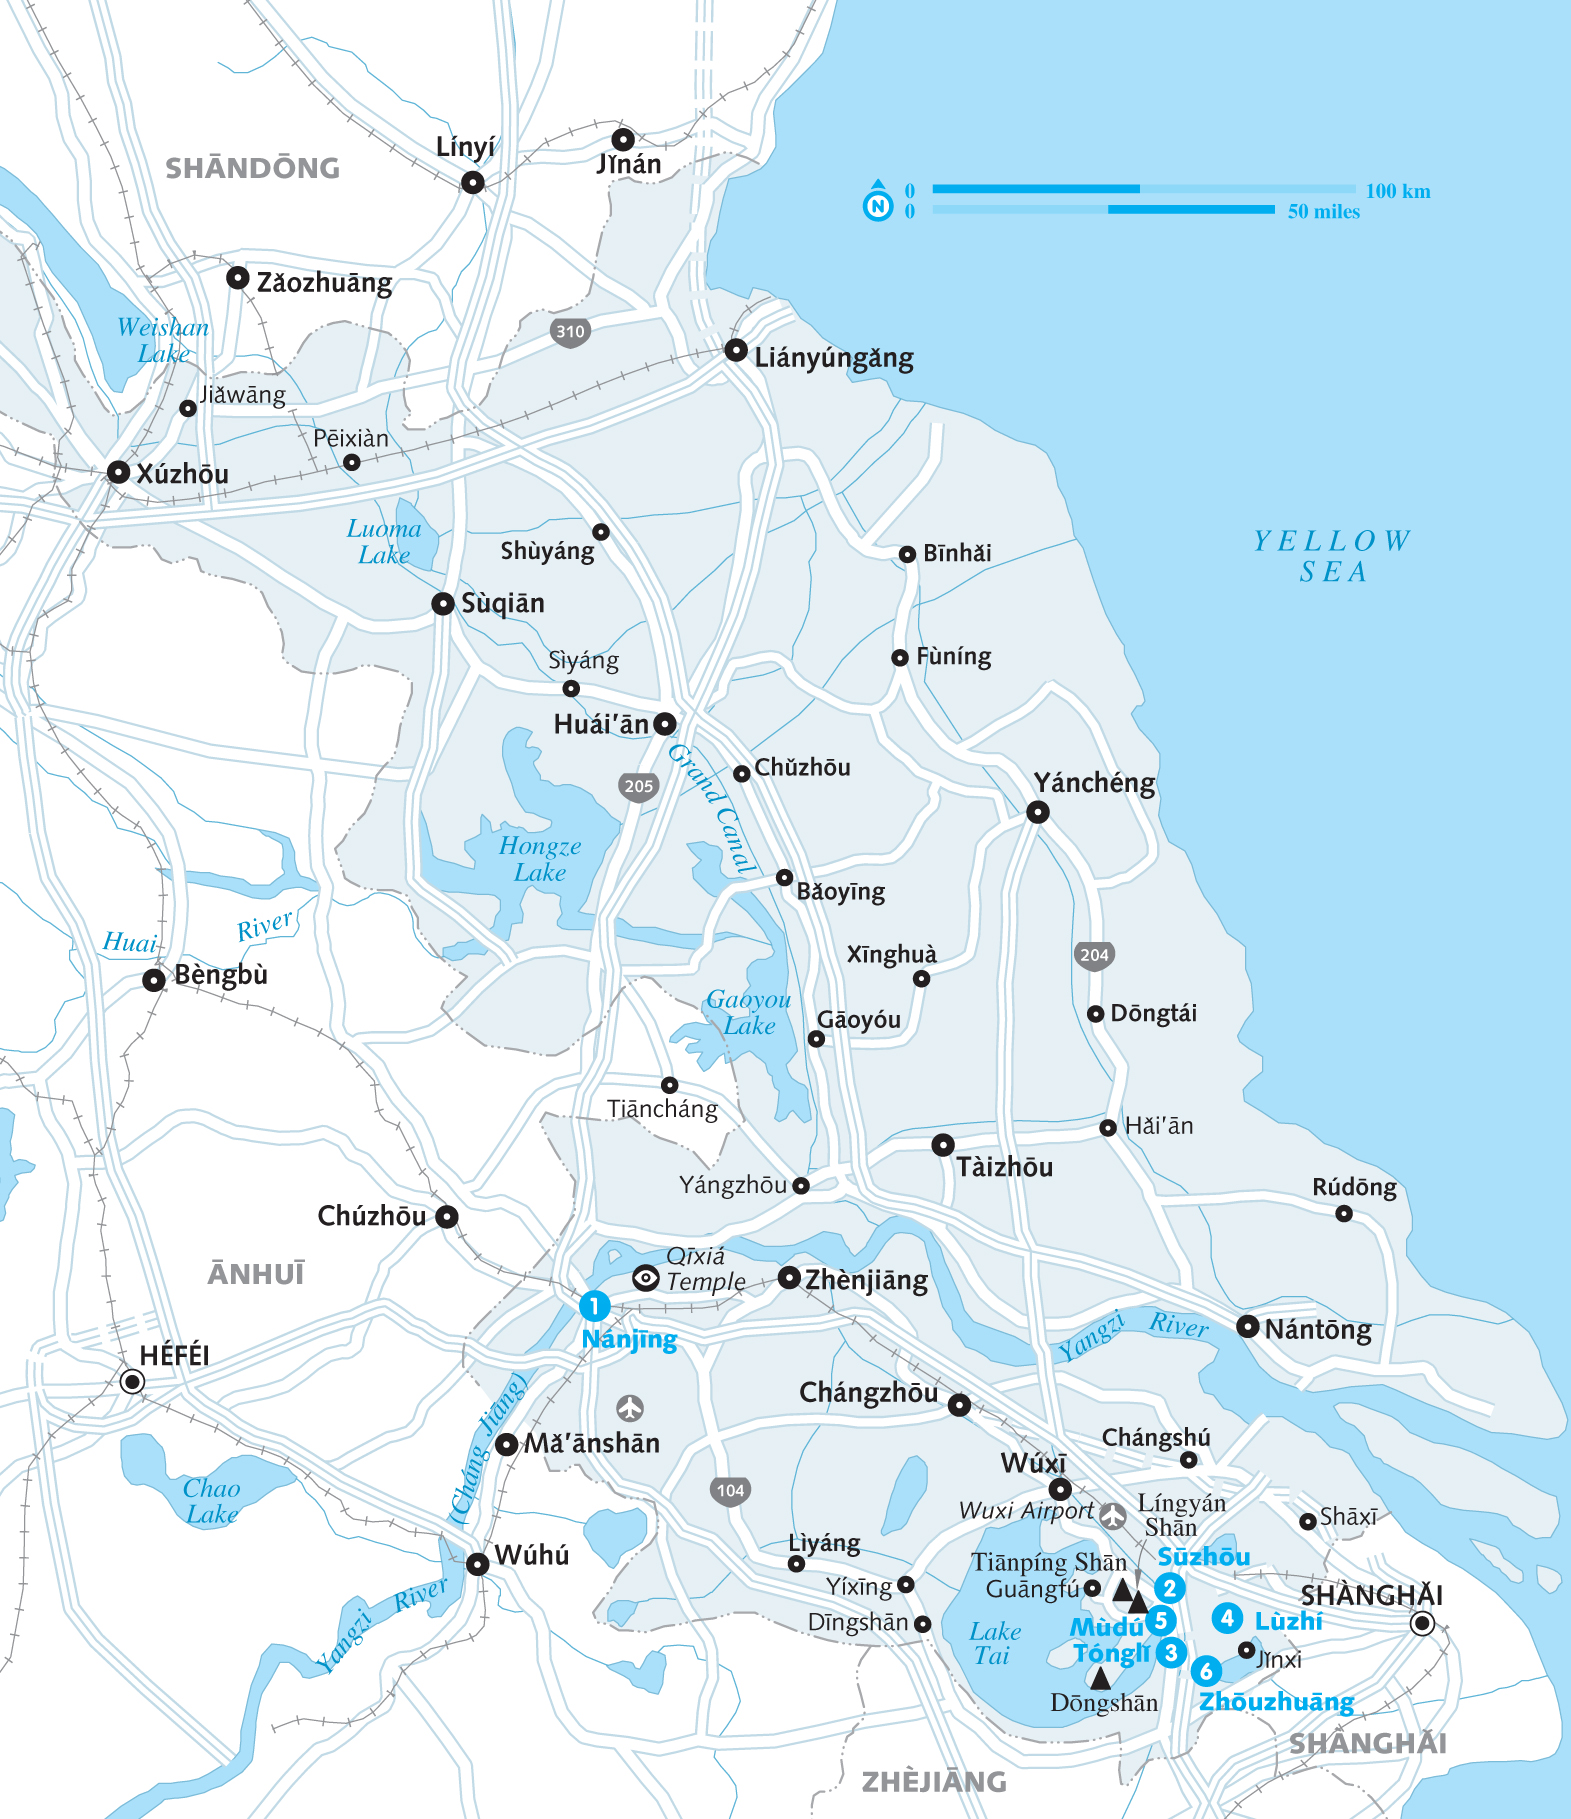 Línyí
Jǐnán
SHĀNDŌNG
0
100 km
N
0
50 miles
Zǎozhuāng
Weishan
Lake
310
Liányúngǎng
Jiǎwāng
Pēixiàn
Xúzhōu
Luoma
Lake
Shùyáng
Bīnhǎi
YELLOW
SEA
Sùqiān
Sìyáng
Fùníng
Huái'ān
Grand Canal
Chǔzhōu
205
Yánchéng
Hongze
Lake
Bǎoyīng
River
Huai
Xīnghuà
204
Bèngbù
Gaoyou
Lake
Gāoyóu
Dōngtái
Tiāncháng
Hǎi'ān
Tàizhōu
Yángzhōu
Rúdōng
Chúzhōu
ĀNHUĪ
Qīxiá
Temple
Zhènjiāng
1
Nánjīng
Yangzi
River
Nántōng
HÉFÉI
Chángzhōu
(Cháng Jiāng)
Mǎ'ānshān
Chángshú
Wúxī
Chao
Lake
104
Wuxi Airport
Língyán
Shān
Shāxī
Wúhú
Lìyáng
Sūzhōu
Tiānpíng Shān
Yíxīng
Guāngfú
2
SHÀNGHǍI
Yangzi
River
Dīngshān
Lake
Tai
Mùdú
5
4
Lùzhí
Tónglǐ
3
Jǐnxi
6
Dōngshān
Zhōuzhuāng
SHÀNGHǍI
ZHÈJIĀNG